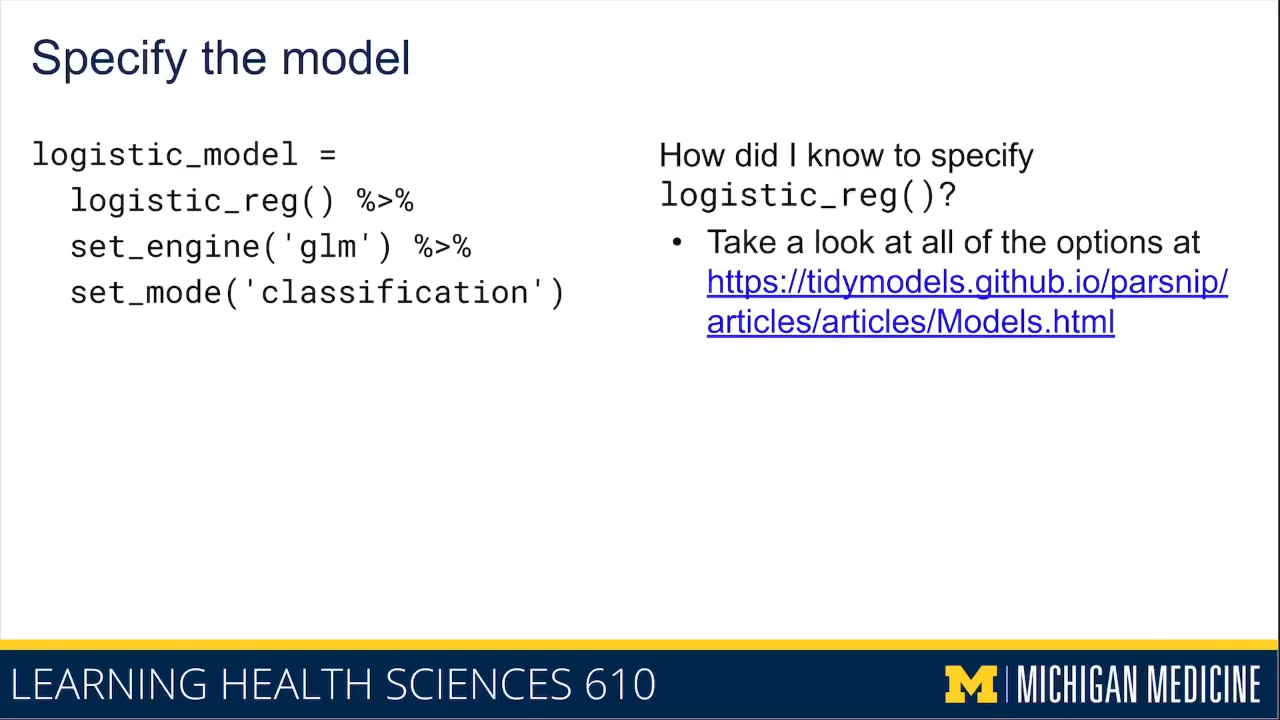 Specify the model
logistic_model =
logistic_reg() %>%
set_engine('glm') %>%
set_mode('classification')
How did I know to specify
logistic_reg()?
• Take a look at all of the options at
https://tidymodels.github.io/parsnip/
articles/articles/Models.html
LEARNING HEALTH SCIENCES 610
M | MICHIGAN MEDICINE